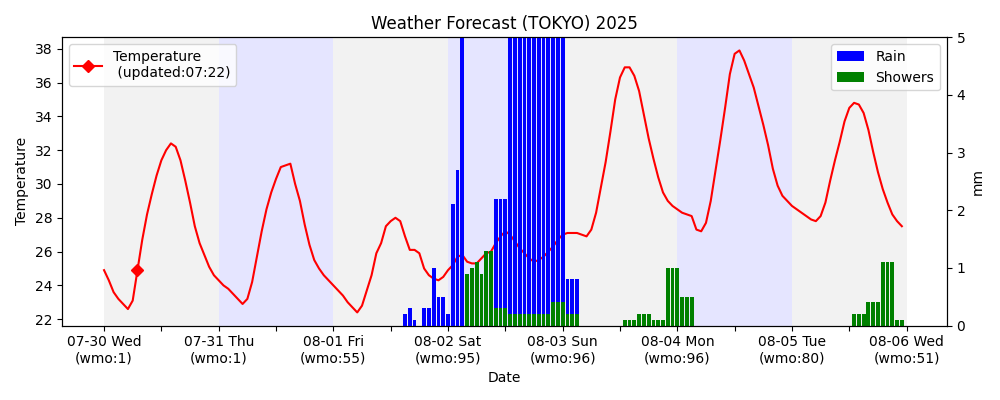 Weather Forecast (TOKYO) 2025
Temperature
(updated:07:22)
Rain
Showers
38
36
34
32
30
28
26
24
22
Temperature
5
4
3
2
1
0
mm
07-30 Wed
(wmo:1)
07-31 Thu
(wmo:1)
08-01 Fri
(wmo:55)
08-02 Sat
(wmo:95)
08-03 Sun
(wmo:96)
08-04 Mon
(wmo:96)
08-05 Tue
(wmo:80)
08-06 Wed
(wmo:51)
Date